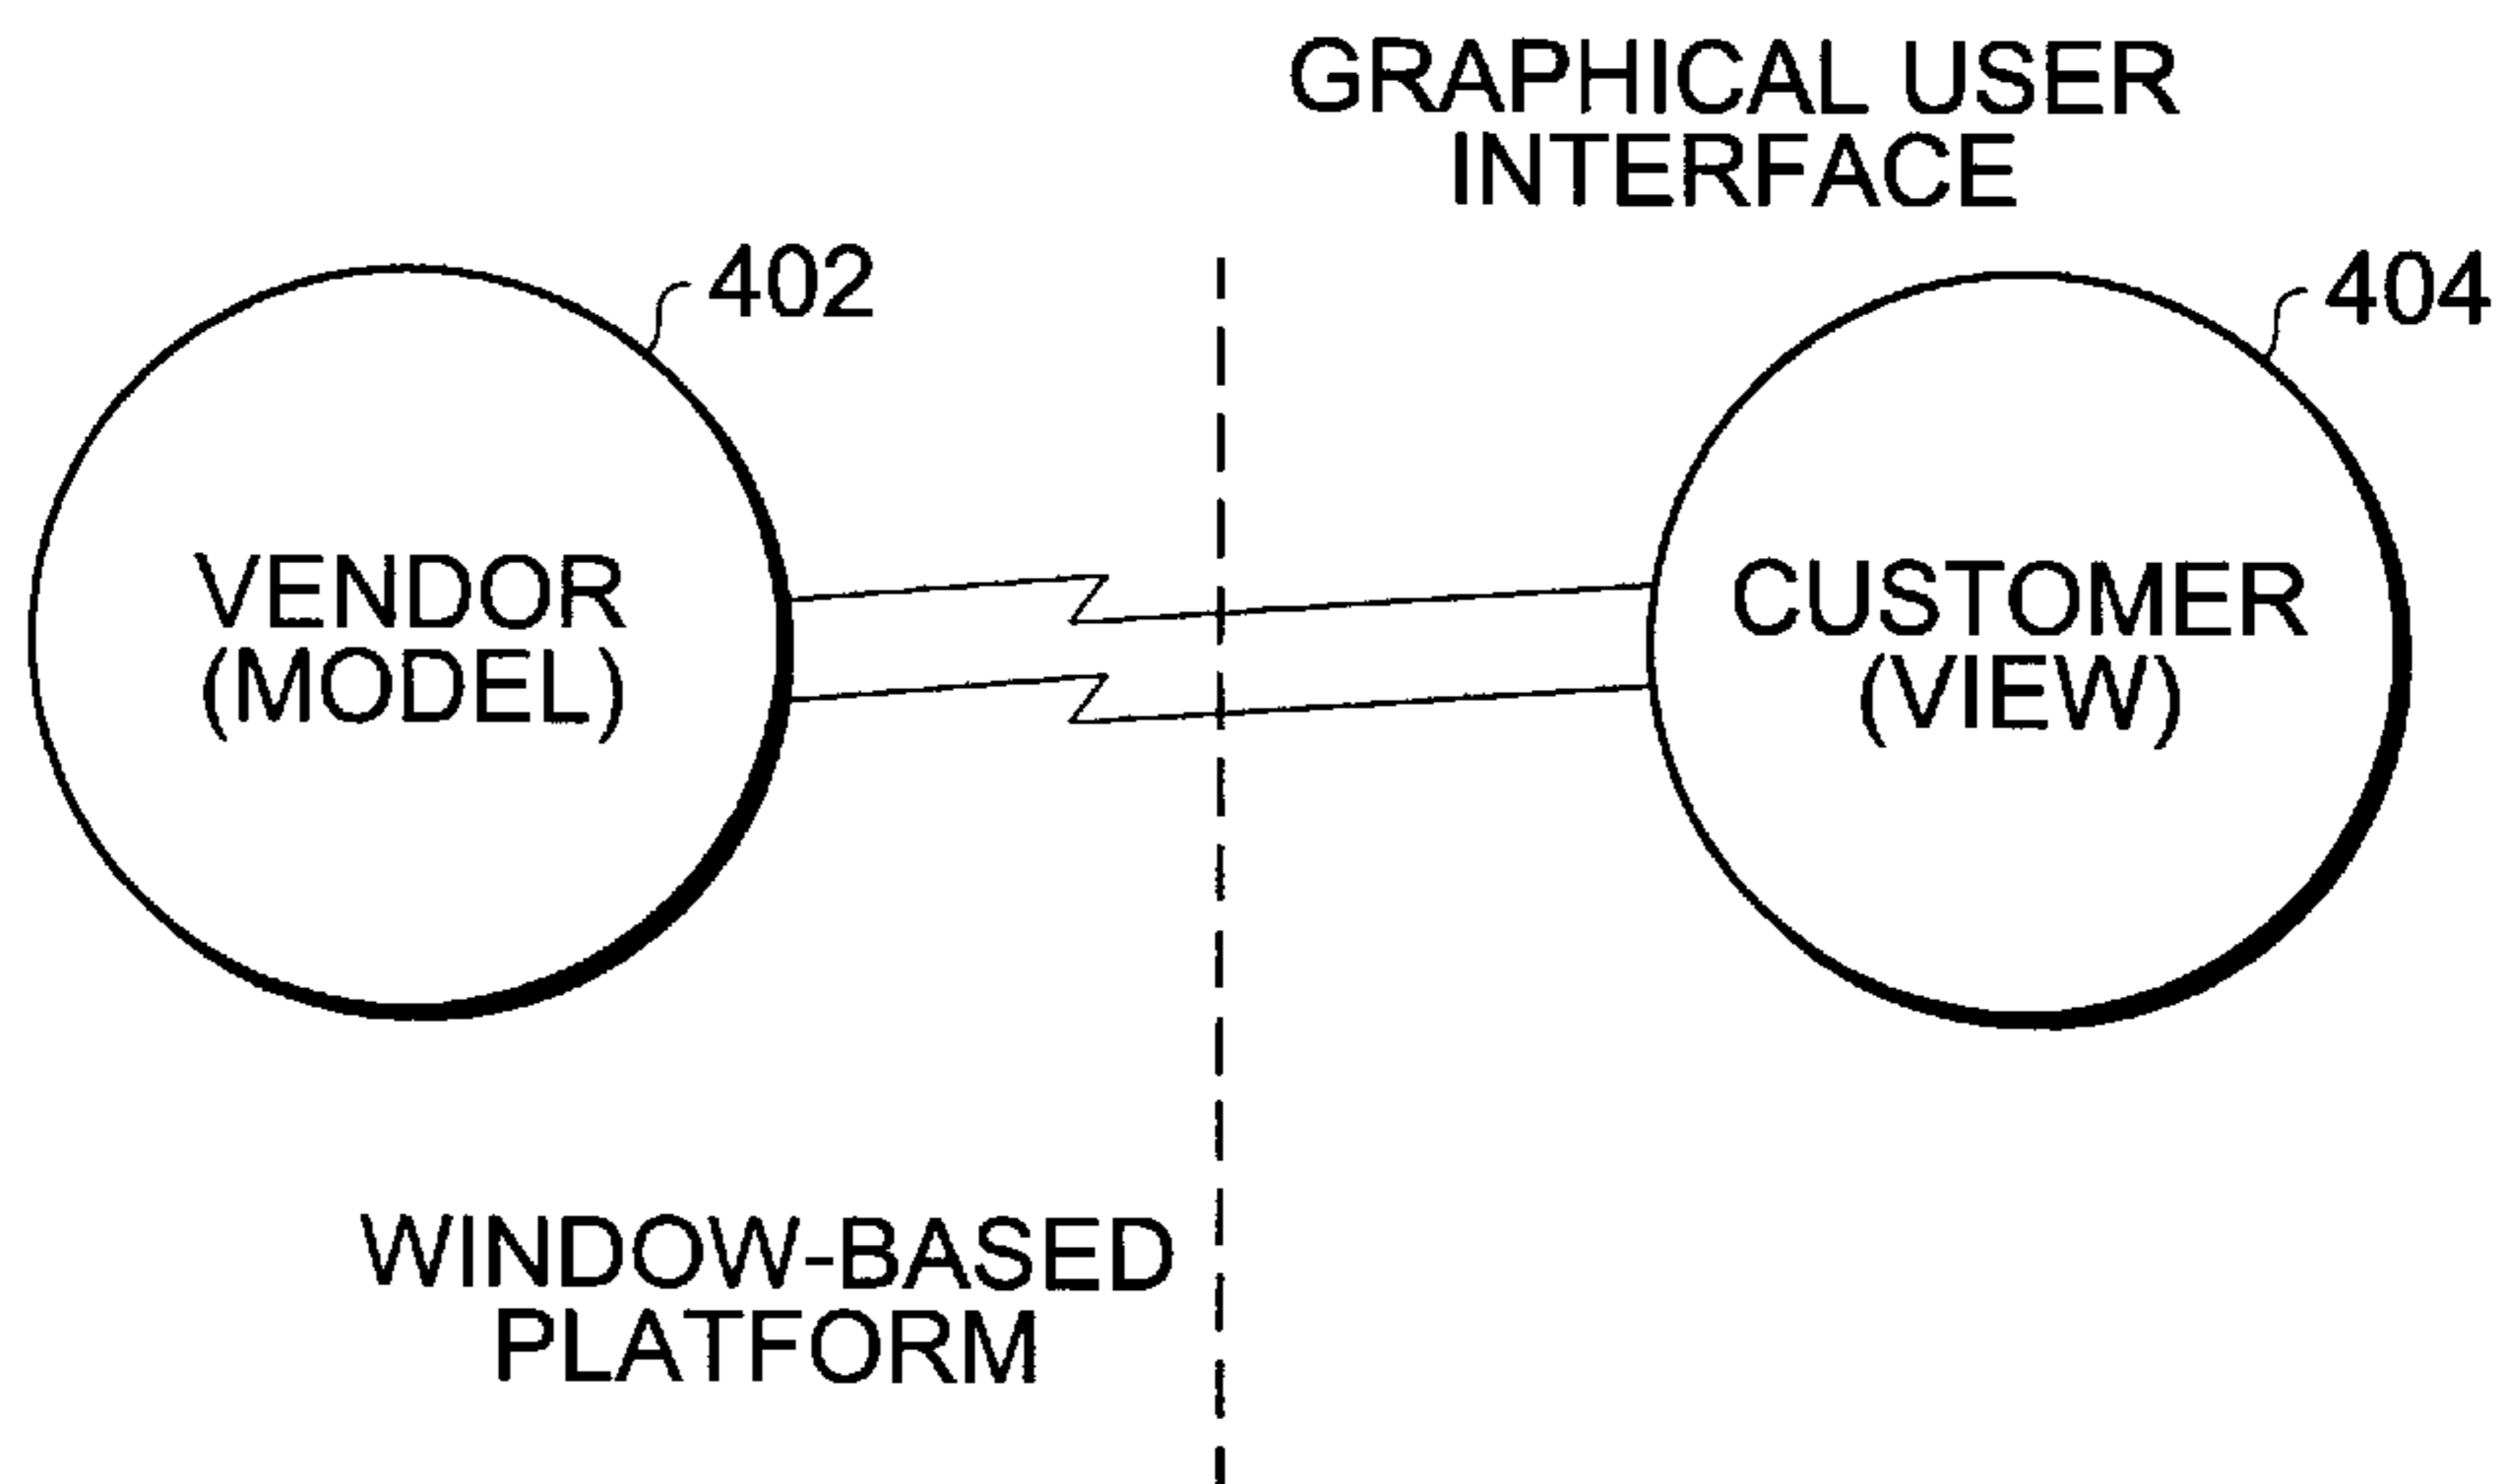 GRAPHICAL USER
INTERFACE
402
404
VENDOR
(MODEL)
CUSTOMER
(VIEW)
WINDOW-BASED
PLATFORM